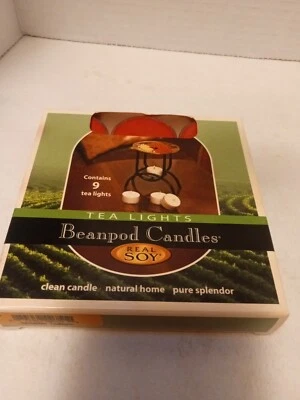 Contains
9
tea lights
TEA LIGHTS
Beanpod Candles®
REAL
SOY
clean candle natural home pure splendor